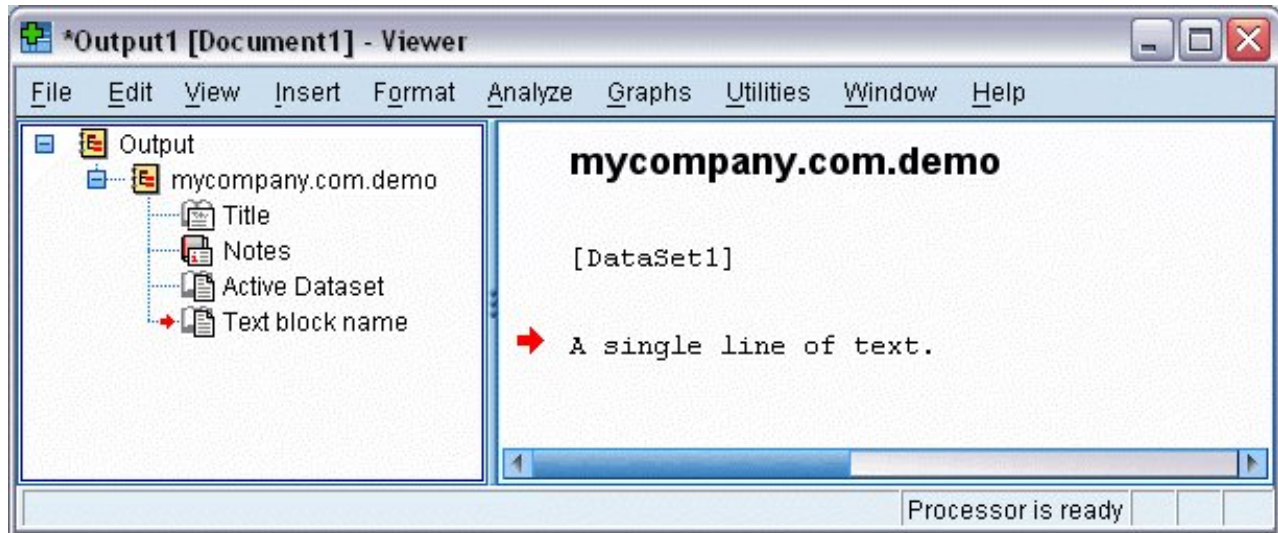 *Output1 [Document1] - Viewer
File Edit View Insert Format Analyze Graphs Utilities Window Help
Output
mycompany.com.demo
Title
Notes
Active Dataset
Text block name
mycompany.com.demo
[DataSet1]
A single line of text.
Processor is ready